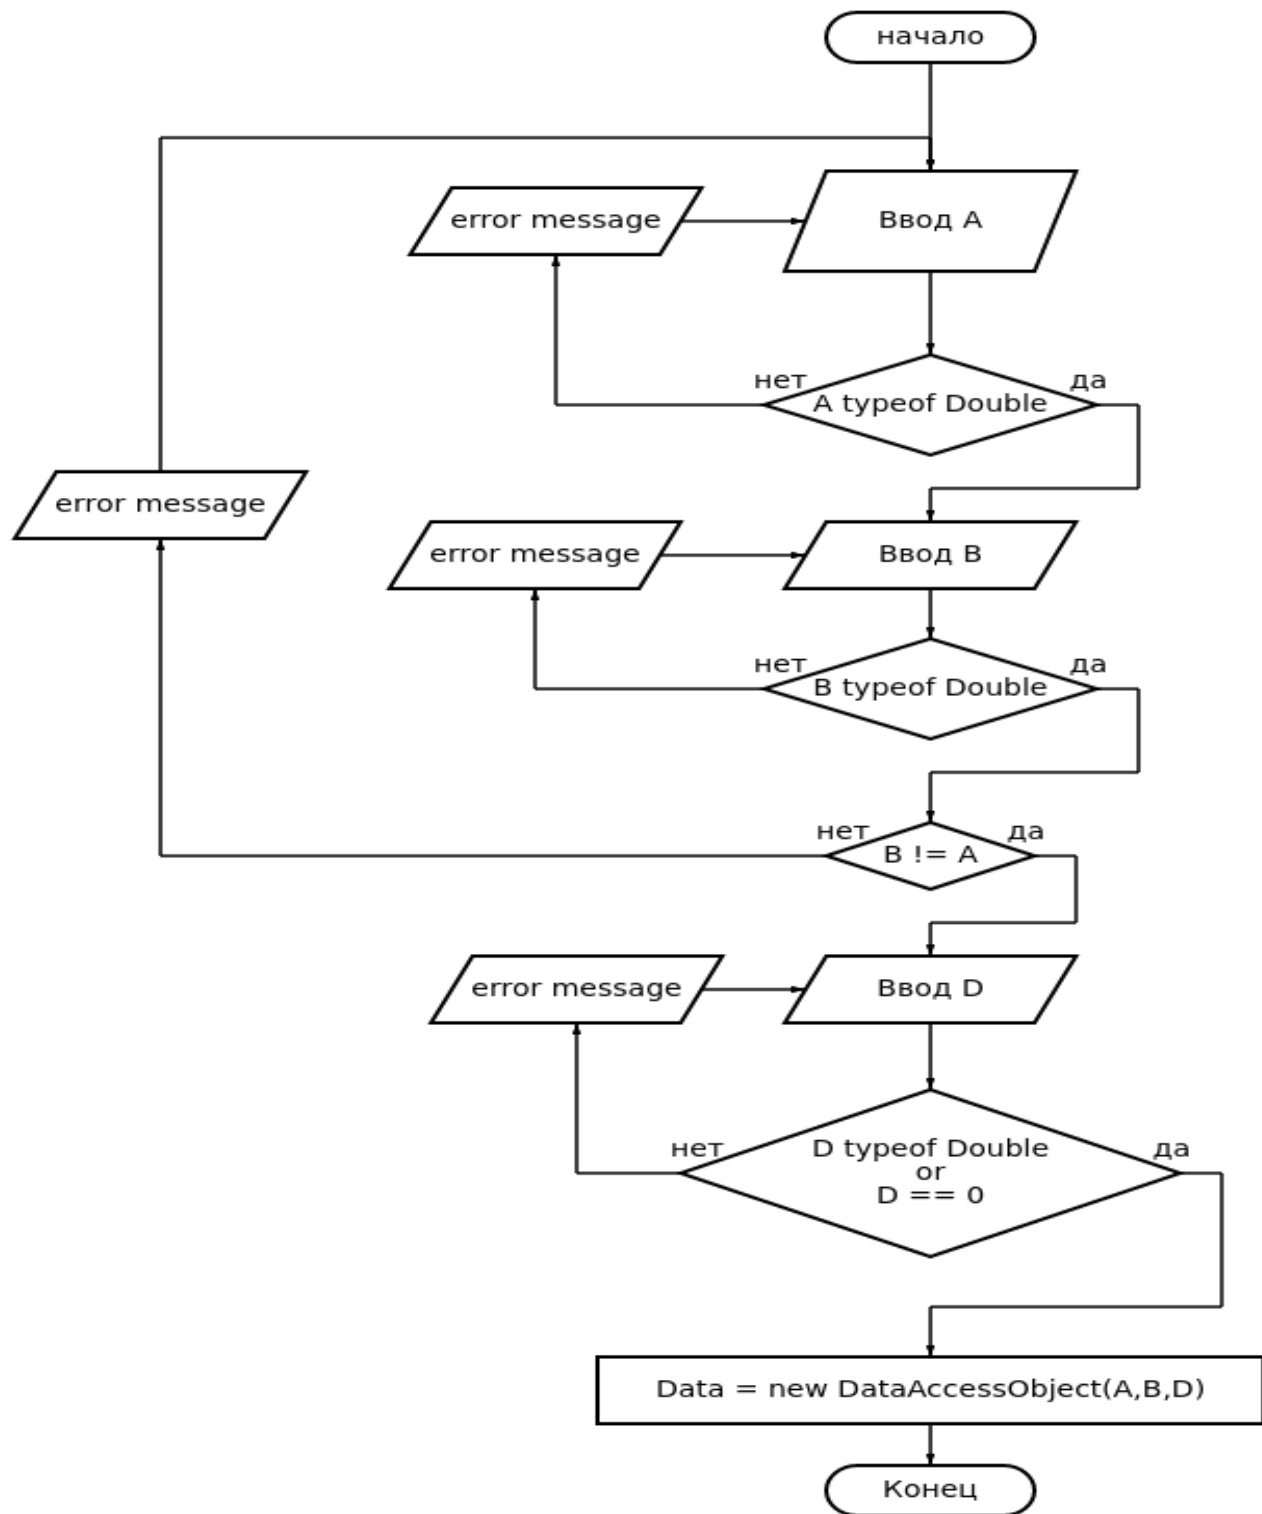 начало
error message
Ввод A
нет
да
A typeof Double
error message
error message
Ввод B
нет
да
B typeof Double
нет
да
B != A
error message
Ввод D
нет
да
D typeof Double
or
D == 0
Data = new DataAccessObject(A,B,D)
Конец